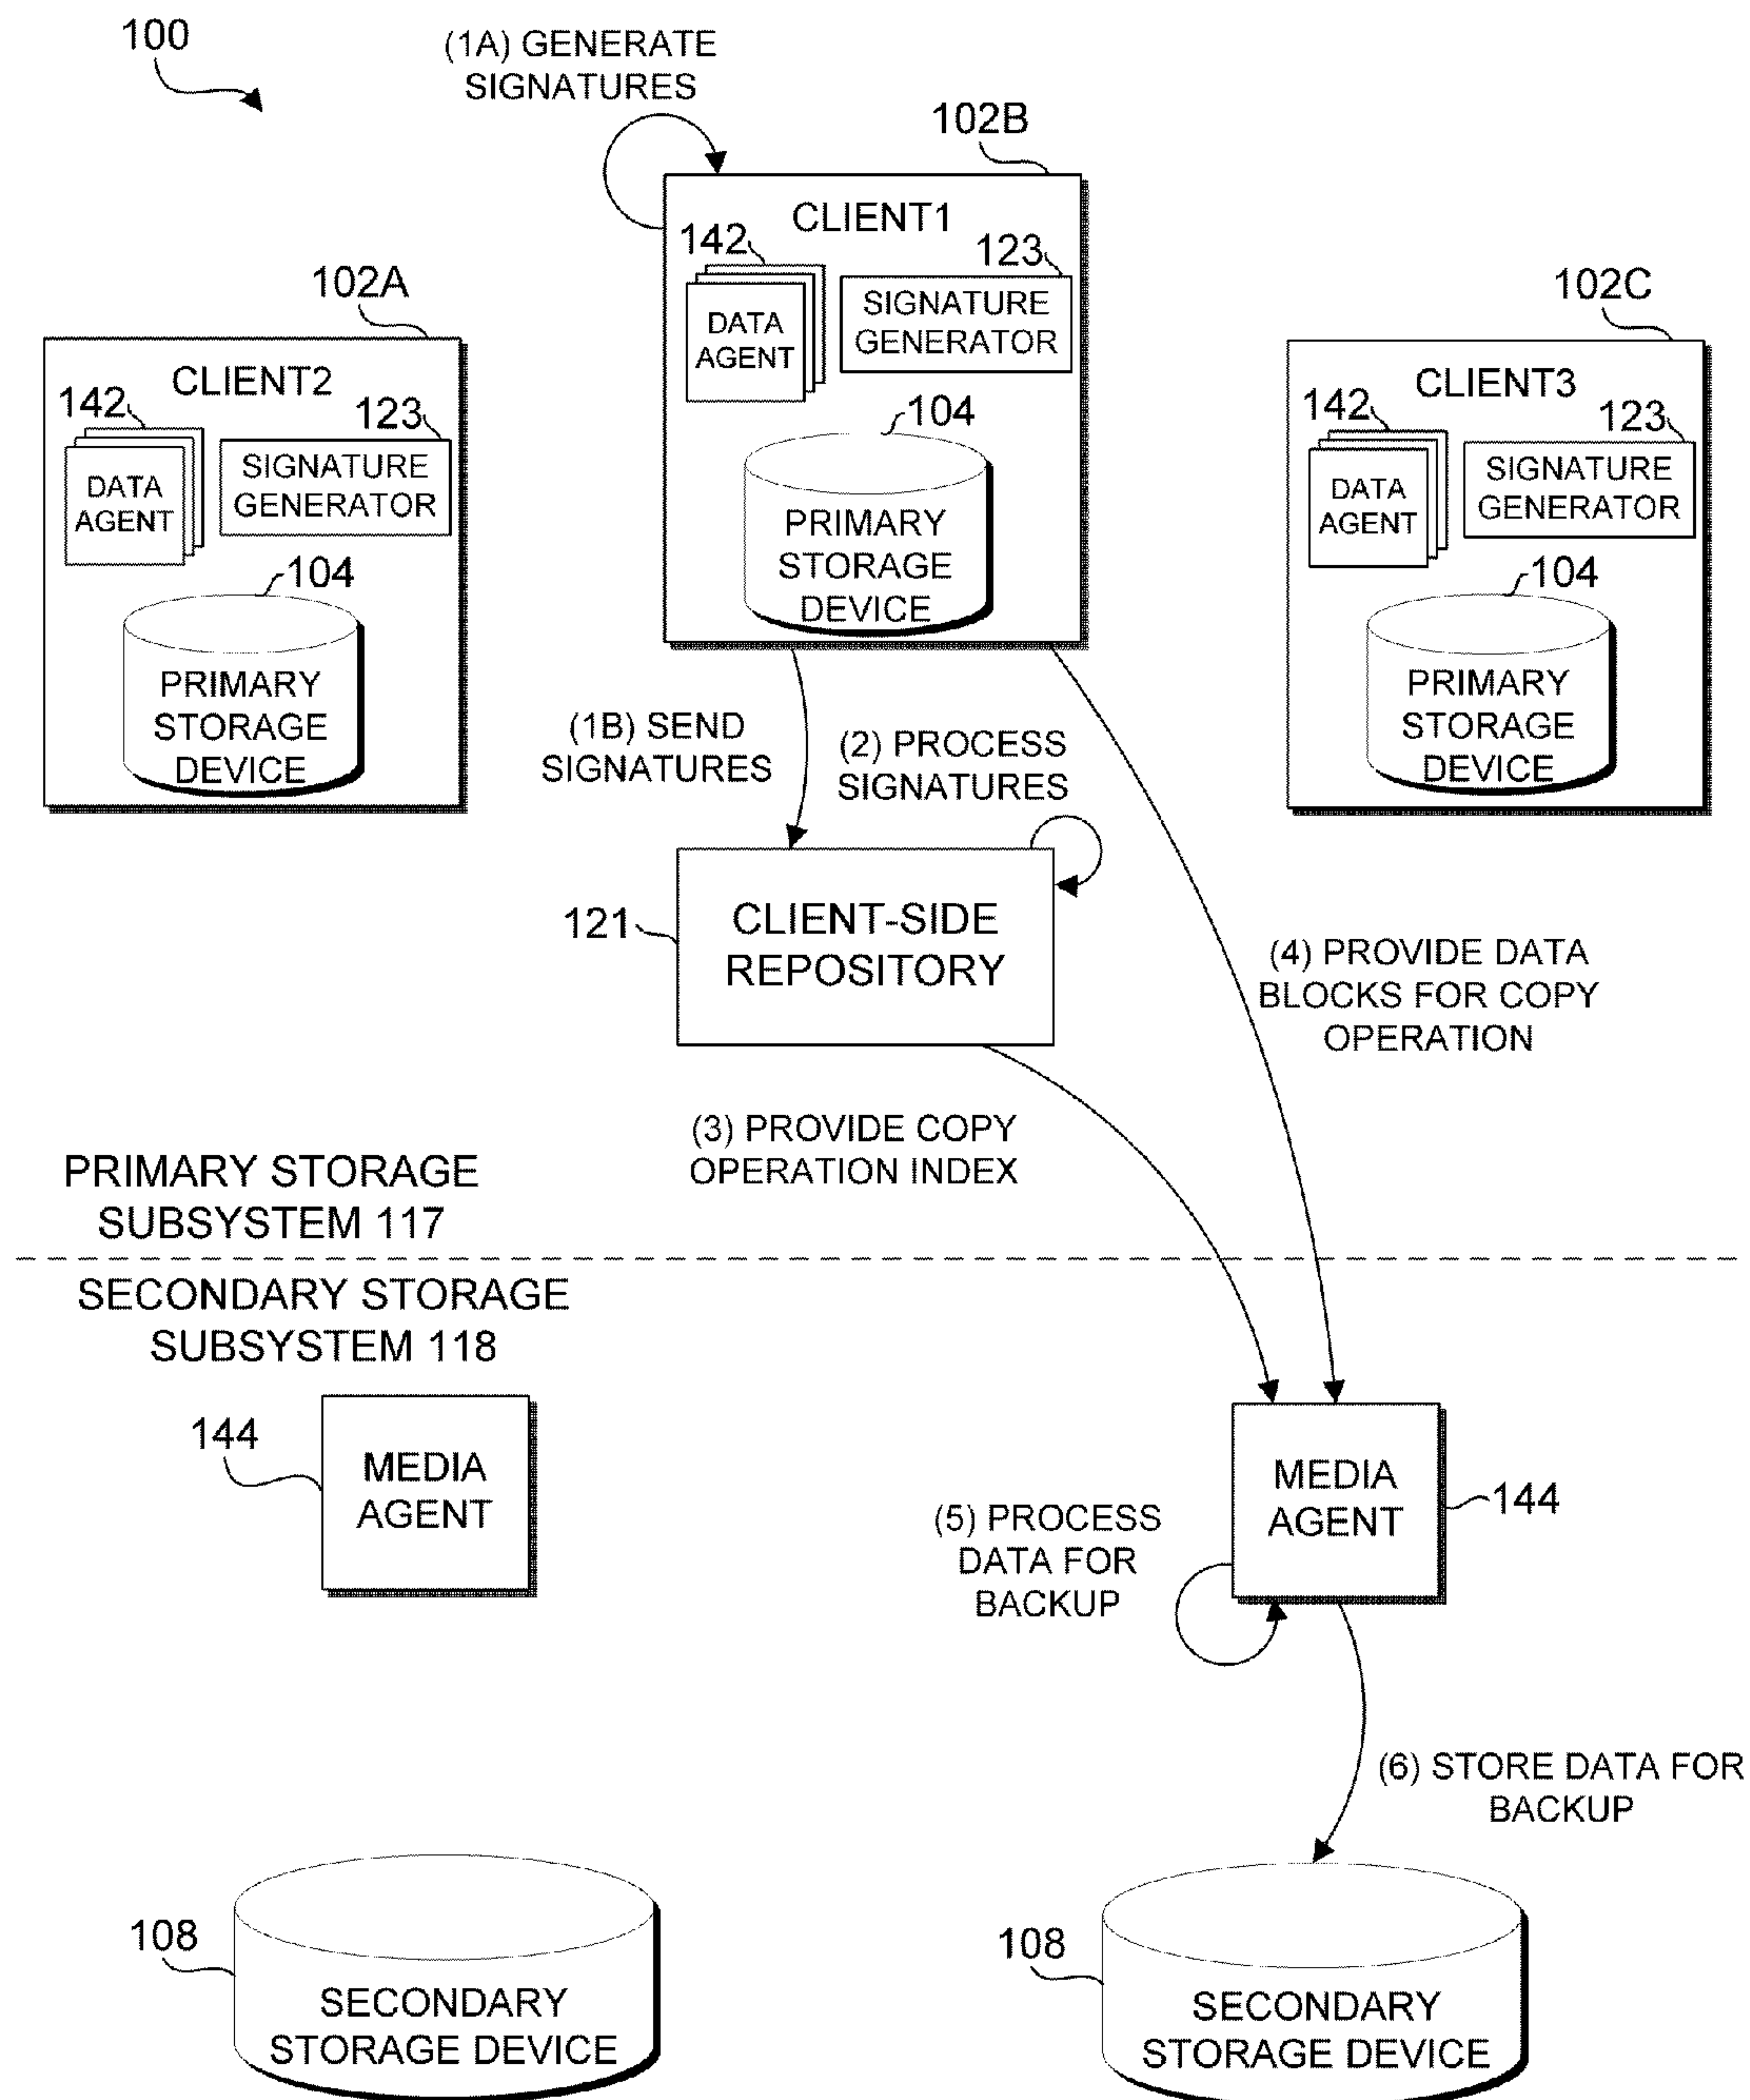 100
(1A) GENERATE
SIGNATURES
102B
CLIENT1
142
123
DATA
AGENT
SIGNATURE
GENERATOR
104
PRIMARY
STORAGE
DEVICE
102A
CLIENT2
142
123
DATA
AGENT
SIGNATURE
GENERATOR
104
PRIMARY
STORAGE
DEVICE
102C
CLIENT3
142
123
DATA
AGENT
SIGNATURE
GENERATOR
104
PRIMARY
STORAGE
DEVICE
(1B) SEND
SIGNATURES
(2) PROCESS
SIGNATURES
121
CLIENT-SIDE
REPOSITORY
(4) PROVIDE DATA
BLOCKS FOR COPY
OPERATION
(3) PROVIDE COPY
OPERATION INDEX
PRIMARY STORAGE
SUBSYSTEM 117
SECONDARY STORAGE
SUBSYSTEM 118
144
MEDIA
AGENT
MEDIA
AGENT
144
(5) PROCESS
DATA FOR
BACKUP
(6) STORE DATA FOR
BACKUP
108
SECONDARY
STORAGE DEVICE
108
SECONDARY
STORAGE DEVICE